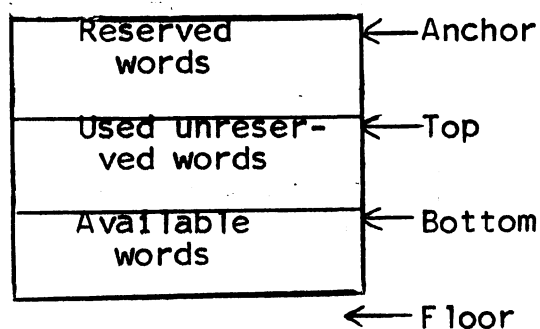 Reserved
words
Anchor
Used unreser-
ved words
Top
Available
words
Bottom
Floor